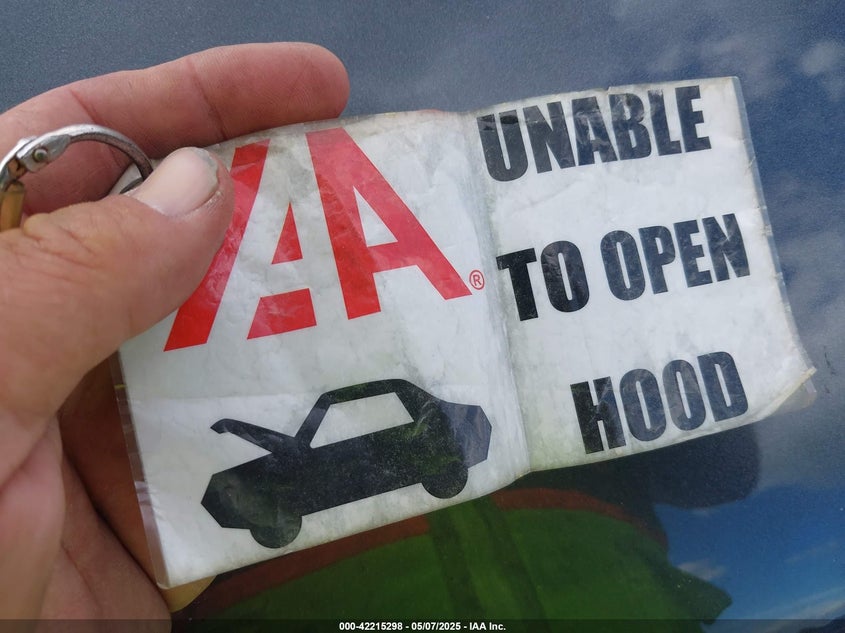 IAA®
UNABLE
TO OPEN
HOOD
000-42215298 - 05/07/2025 - IAA Inc.